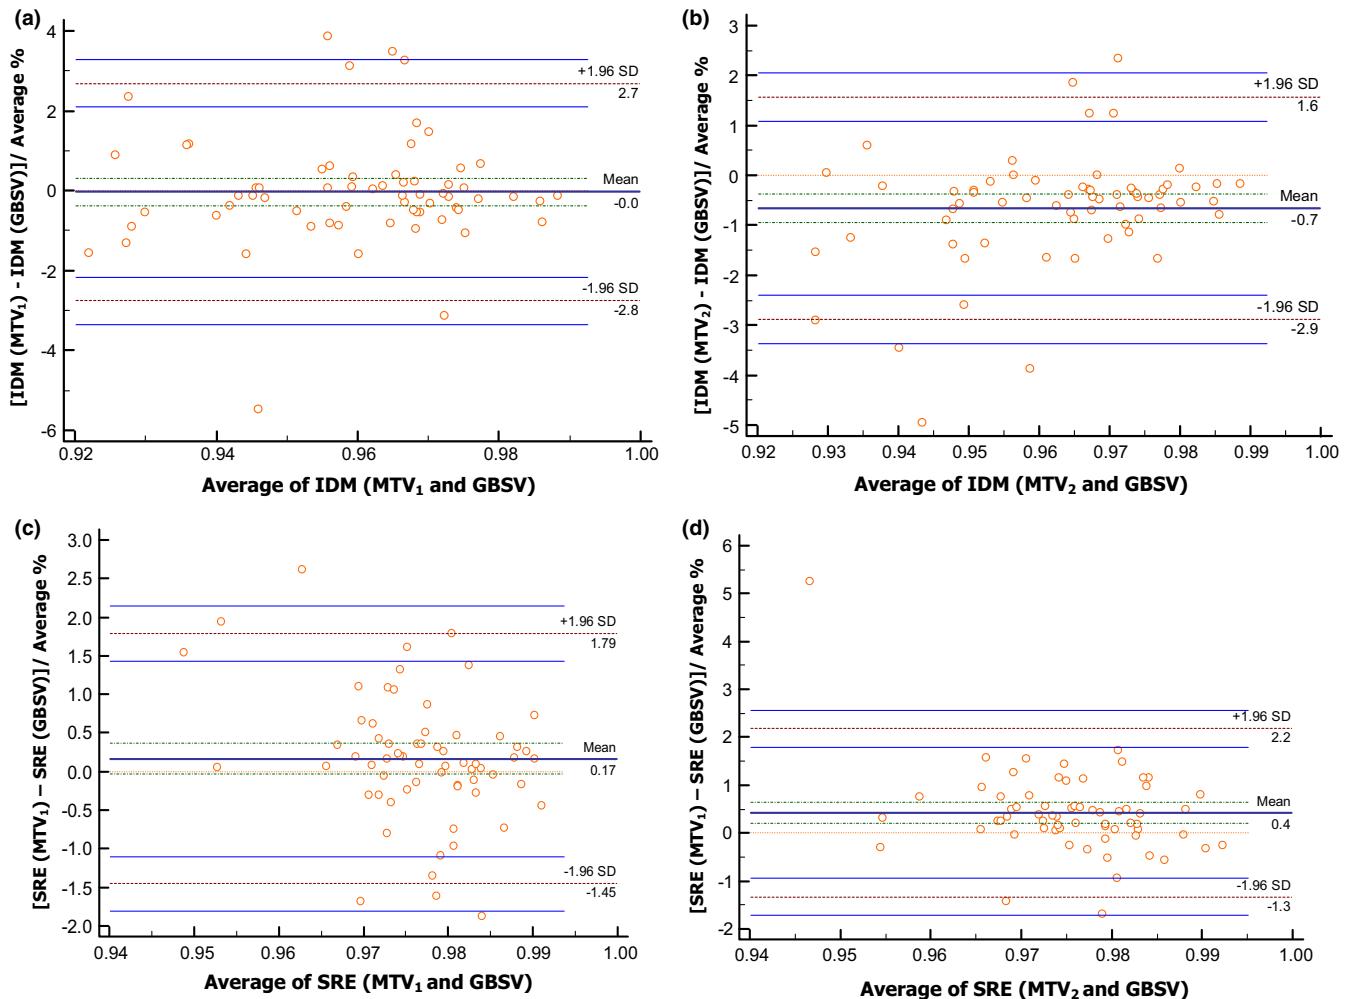 (a)
[IDM (MTV1) - IDM (GBSV)]/ Average %
4
2
0
-2
-4
-6
+1.96 SD
2.7
Mean
-0.0
-1.96 SD
-2.8
0.92 0.94 0.96 0.98 1.00
Average of IDM (MTV1 and GBSV)
(b)
[IDM (MTV2) - IDM (GBSV)]/ Average %
3
2
1
0
-1
-2
-3
-4
-5
+1.96 SD
1.6
Mean
-0.7
-1.96 SD
-2.9
0.92 0.93 0.94 0.95 0.96 0.97 0.98 0.99 1.00
Average of IDM (MTV2 and GBSV)
(c)
[SRE (MTV1) – SRE (GBSV)]/ Average %
3.0
2.5
2.0
1.5
1.0
0.5
0.0
-0.5
-1.0
-1.5
-2.0
+1.96 SD
1.79
Mean
0.17
-1.96 SD
-1.45
0.94 0.95 0.96 0.97 0.98 0.99 1.00
Average of SRE (MTV1 and GBSV)
(d)
[SRE (MTV1) – SRE (GBSV)]/ Average %
6
5
4
3
2
1
0
-1
-2
+1.96 SD
2.2
Mean
0.4
-1.96 SD
-1.3
0.94 0.95 0.96 0.97 0.98 0.99 1.00
Average of SRE (MTV2 and GBSV)